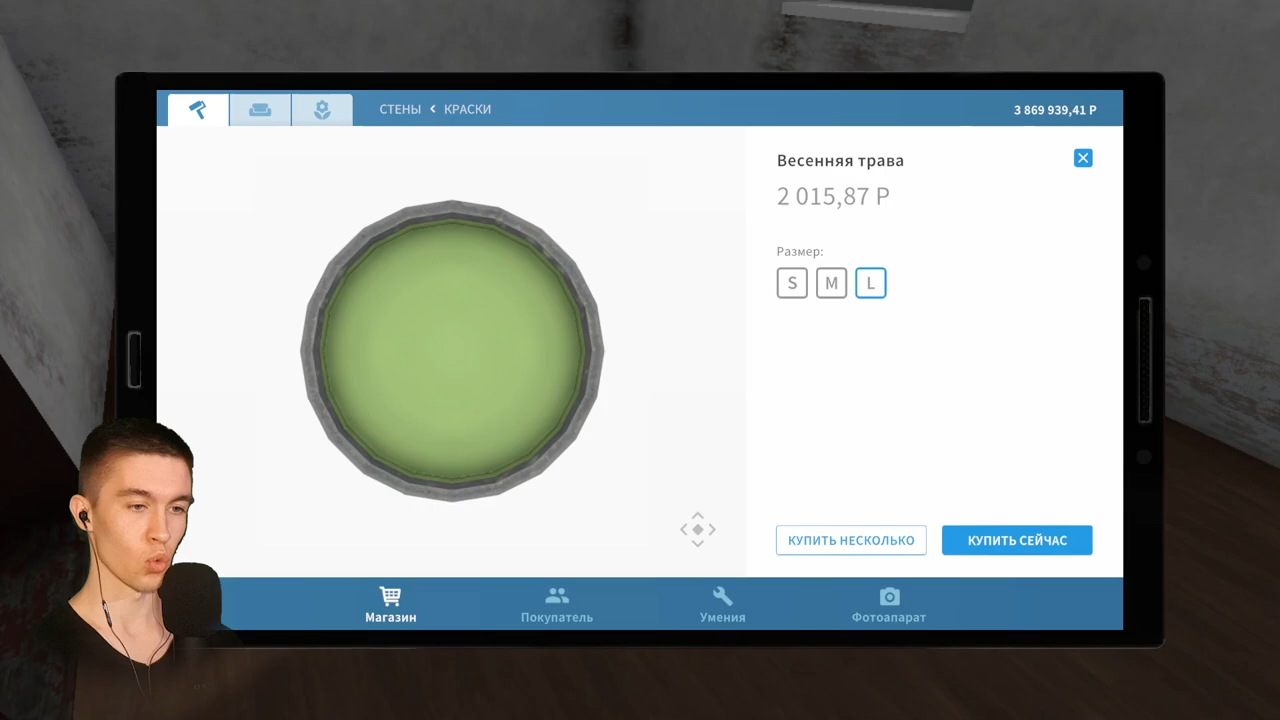 СТЕНЫ < КРАСКИ
3 869 939,41 Р
Весенняя трава
2 015,87 Р
Размер:
S M L
КУПИТЬ НЕСКОЛЬКО
КУПИТЬ СЕЙЧАС
Магазин
Покупатель
Умения
Фотоаппарат